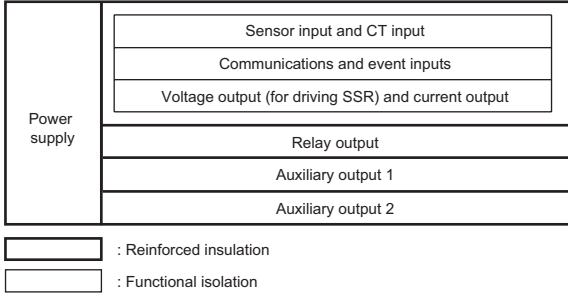 Sensor input and CT input
Communications and event inputs
Voltage output (for driving SSR) and current output
Power
supply
Relay output
Auxiliary output 1
Auxiliary output 2
: Reinforced insulation
: Functional isolation